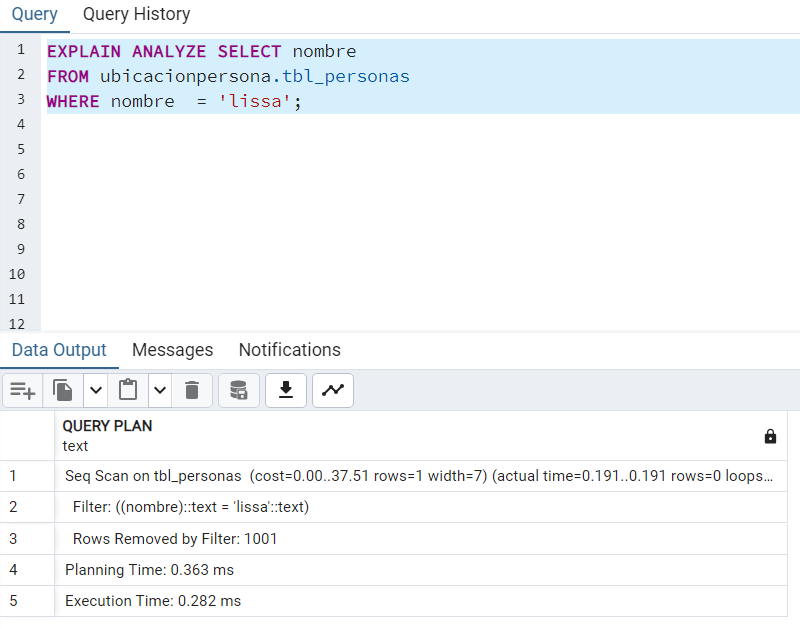 Query Query History
1 EXPLAIN ANALYZE SELECT nombre
2 FROM ubicacionpersona.tbl_personas
3 WHERE nombre  = 'lissa';
4
5
6
7
8
9
10
11
12
Data Output Messages Notifications
QUERY PLAN
text
1 Seq Scan on tbl_personas  (cost=0.00..37.51 rows=1 width=7) (actual time=0.191..0.191 rows=0 loops...
2 Filter: ((nombre)::text = 'lissa'::text)
3 Rows Removed by Filter: 1001
4 Planning Time: 0.363 ms
5 Execution Time: 0.282 ms